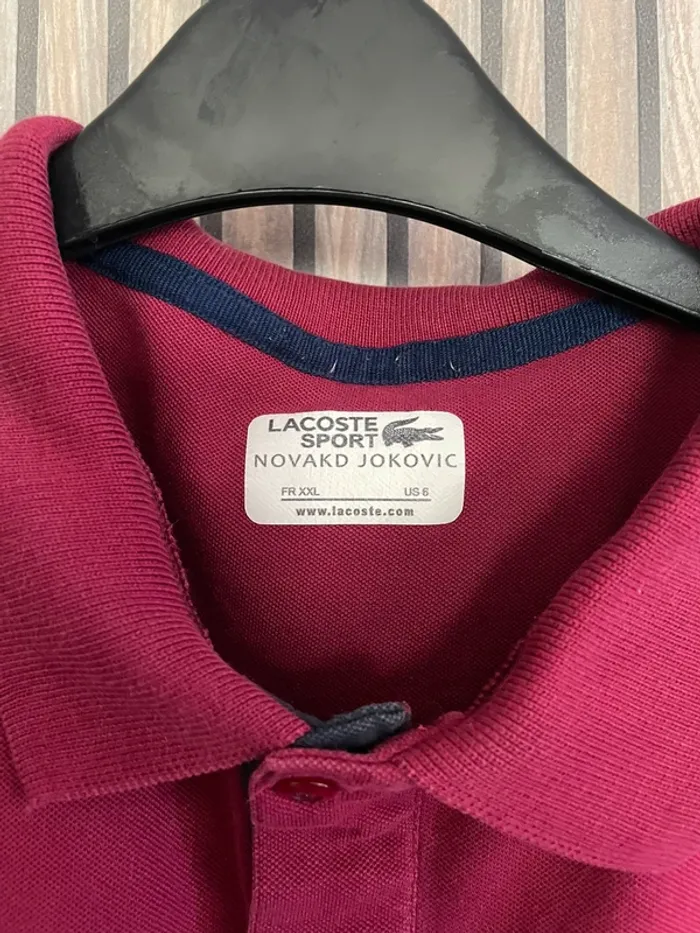 LACOSTE
SPORT
NOVAKD JOKOVIC
FR XXL US 6
www.lacoste.com